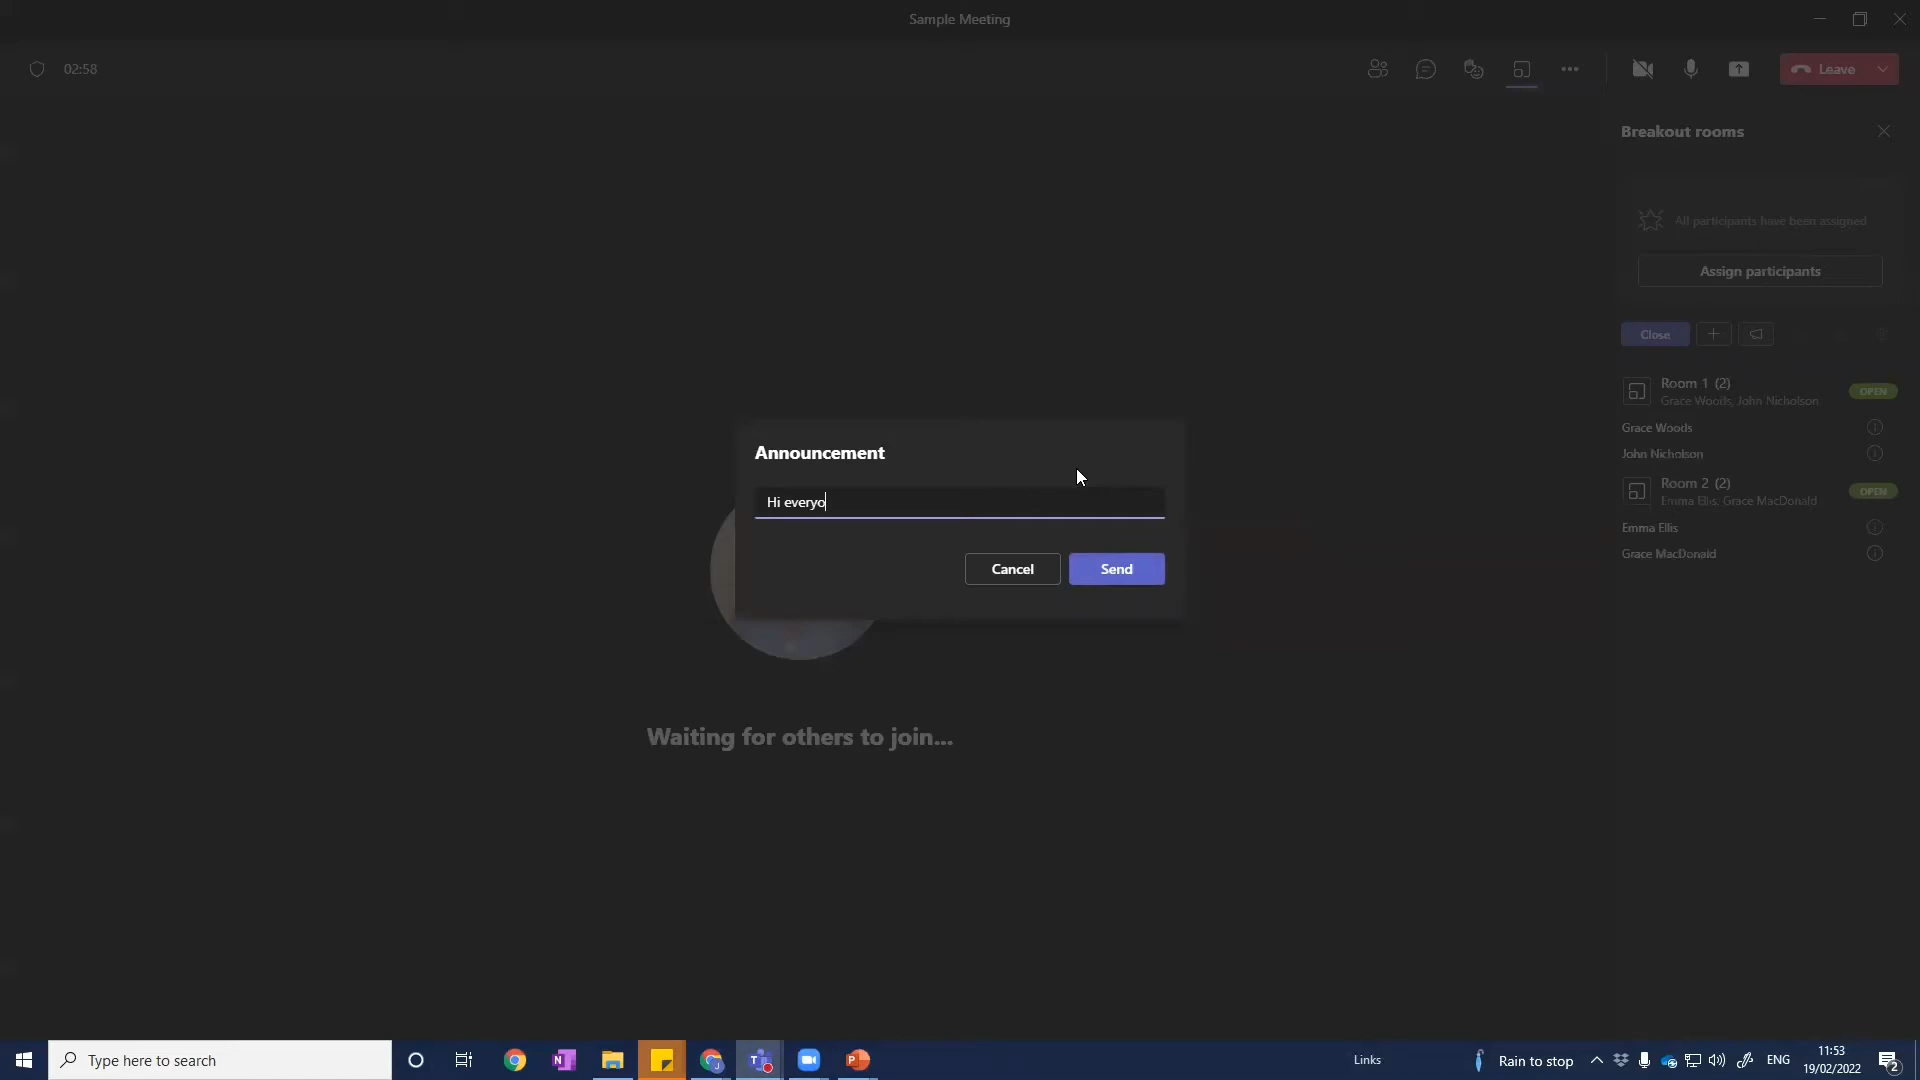 Sample Meeting
02:58
Leave
Breakout rooms
All participants have been assigned
Assign participants
Close
Room 1 (2)
OPEN
Grace Woods, John Nicholson
Grace Woods
John Nicholson
Room 2 (2)
OPEN
Emma Ellis, Grace MacDonald
Emma Ellis
Grace MacDonald
Announcement
Hi everyo
Cancel
Send
Waiting for others to join...
Type here to search
Links
Rain to stop
ENG
11:53
19/02/2022
2